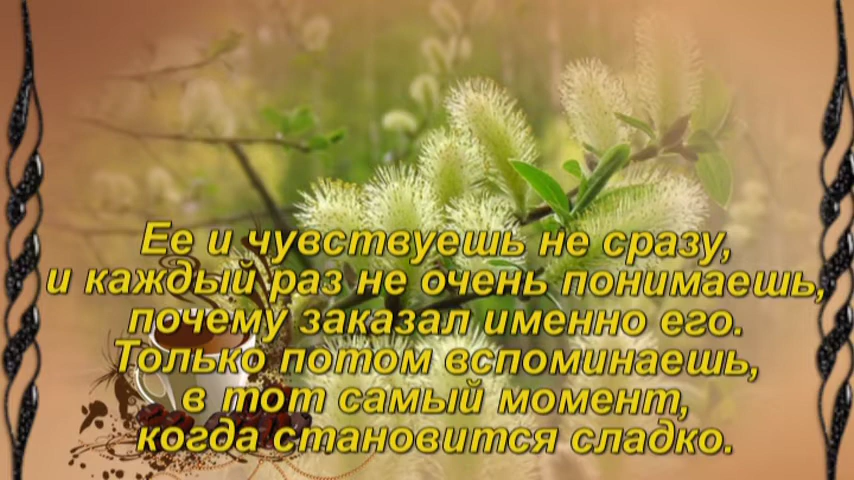 Ее и чувствуешь не сразу,
и каждый раз не очень понимаешь,
почему заказал именно его.
Только потом вспоминаешь,
в тот самый момент,
когда становится сладко.